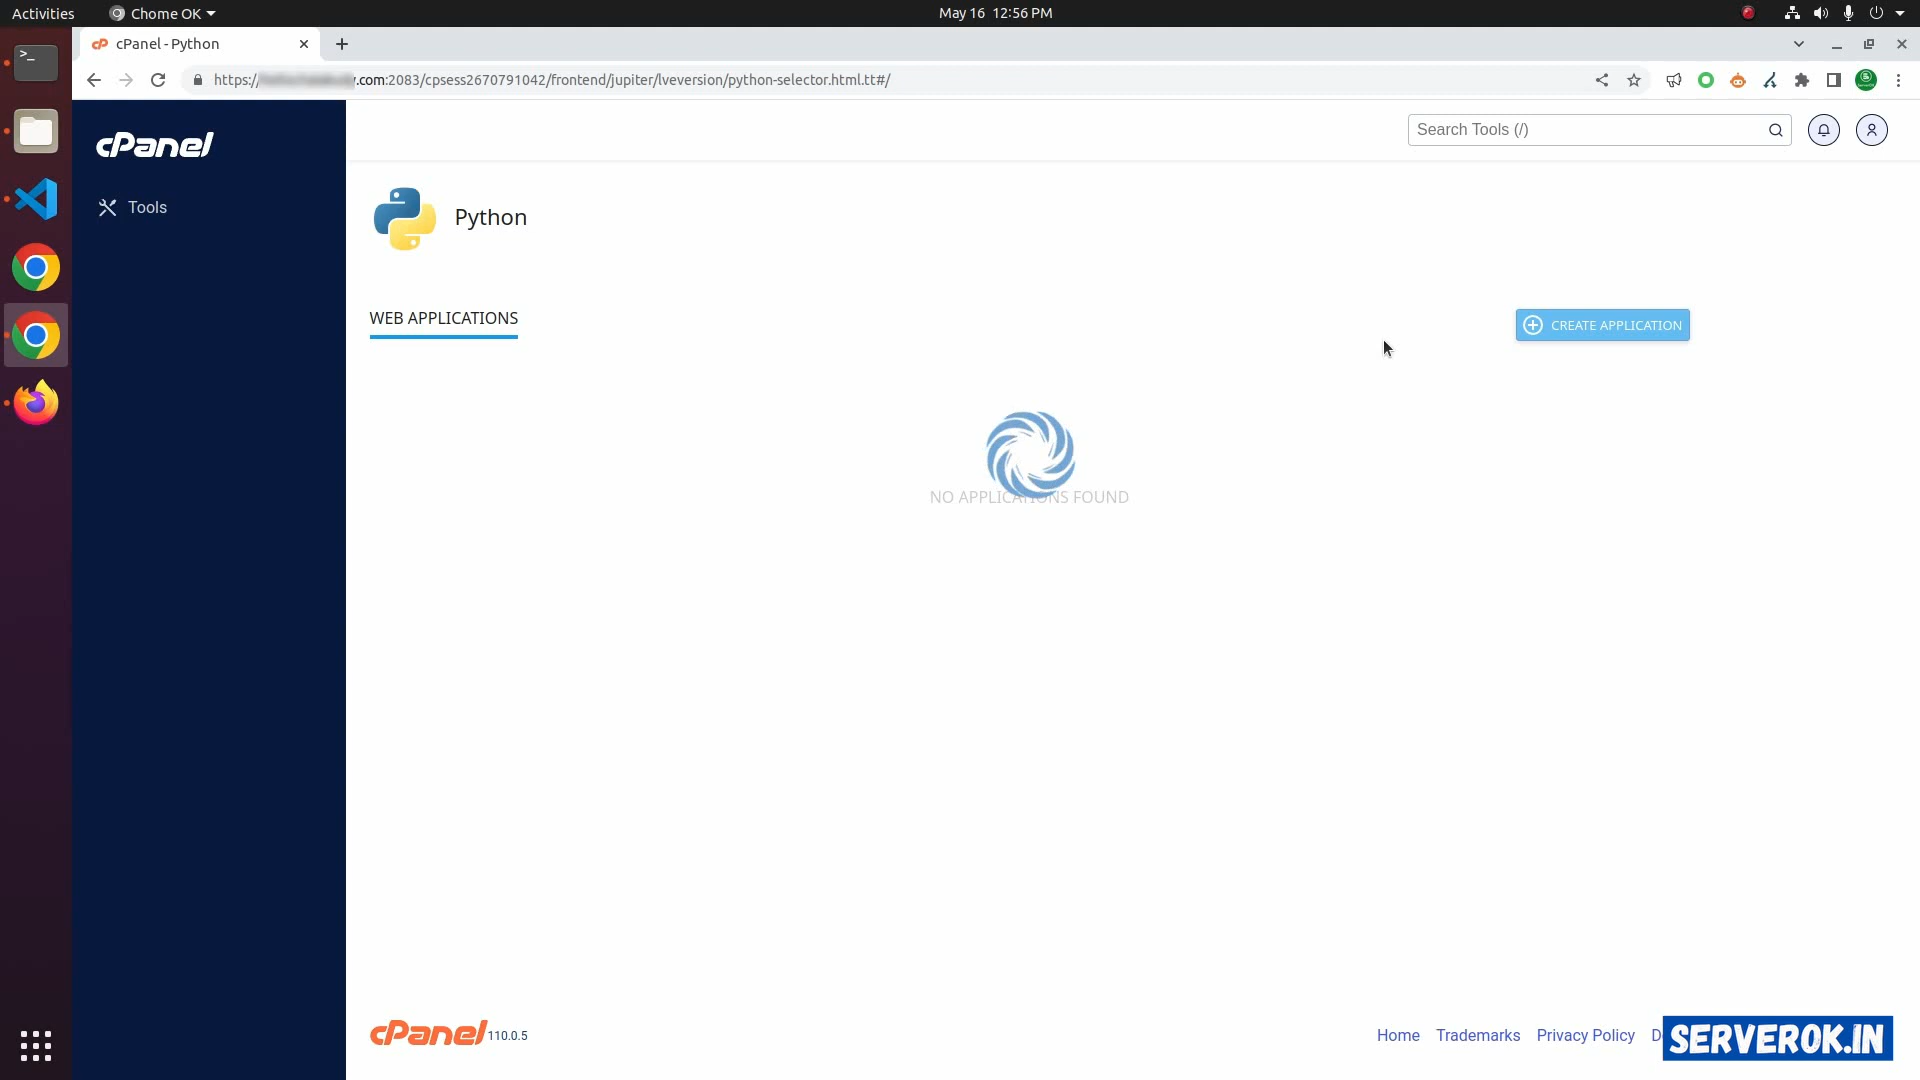 Activities
Chome OK
May 16 12:56 PM
cPanel - Python
https://
.com:2083/cpsess2670791042/frontend/jupiter/lveversion/python-selector.html.tt#/
cPanel
Search Tools (/)
Tools
Python
WEB APPLICATIONS
CREATE APPLICATION
NO APPLICATIONS FOUND
cPanel 110.0.5
Home Trademarks Privacy Policy
SERVEROK.IN